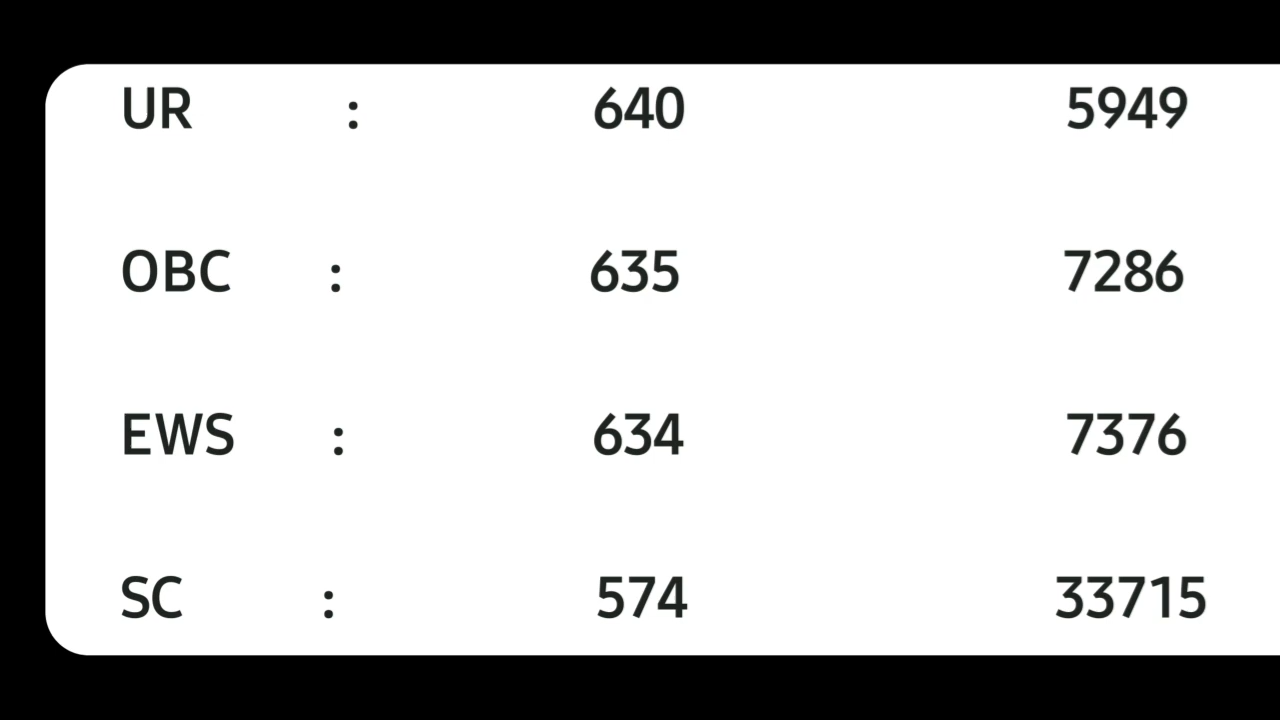 UR : 640 5949
OBC : 635 7286
EWS : 634 7376
SC : 574 33715